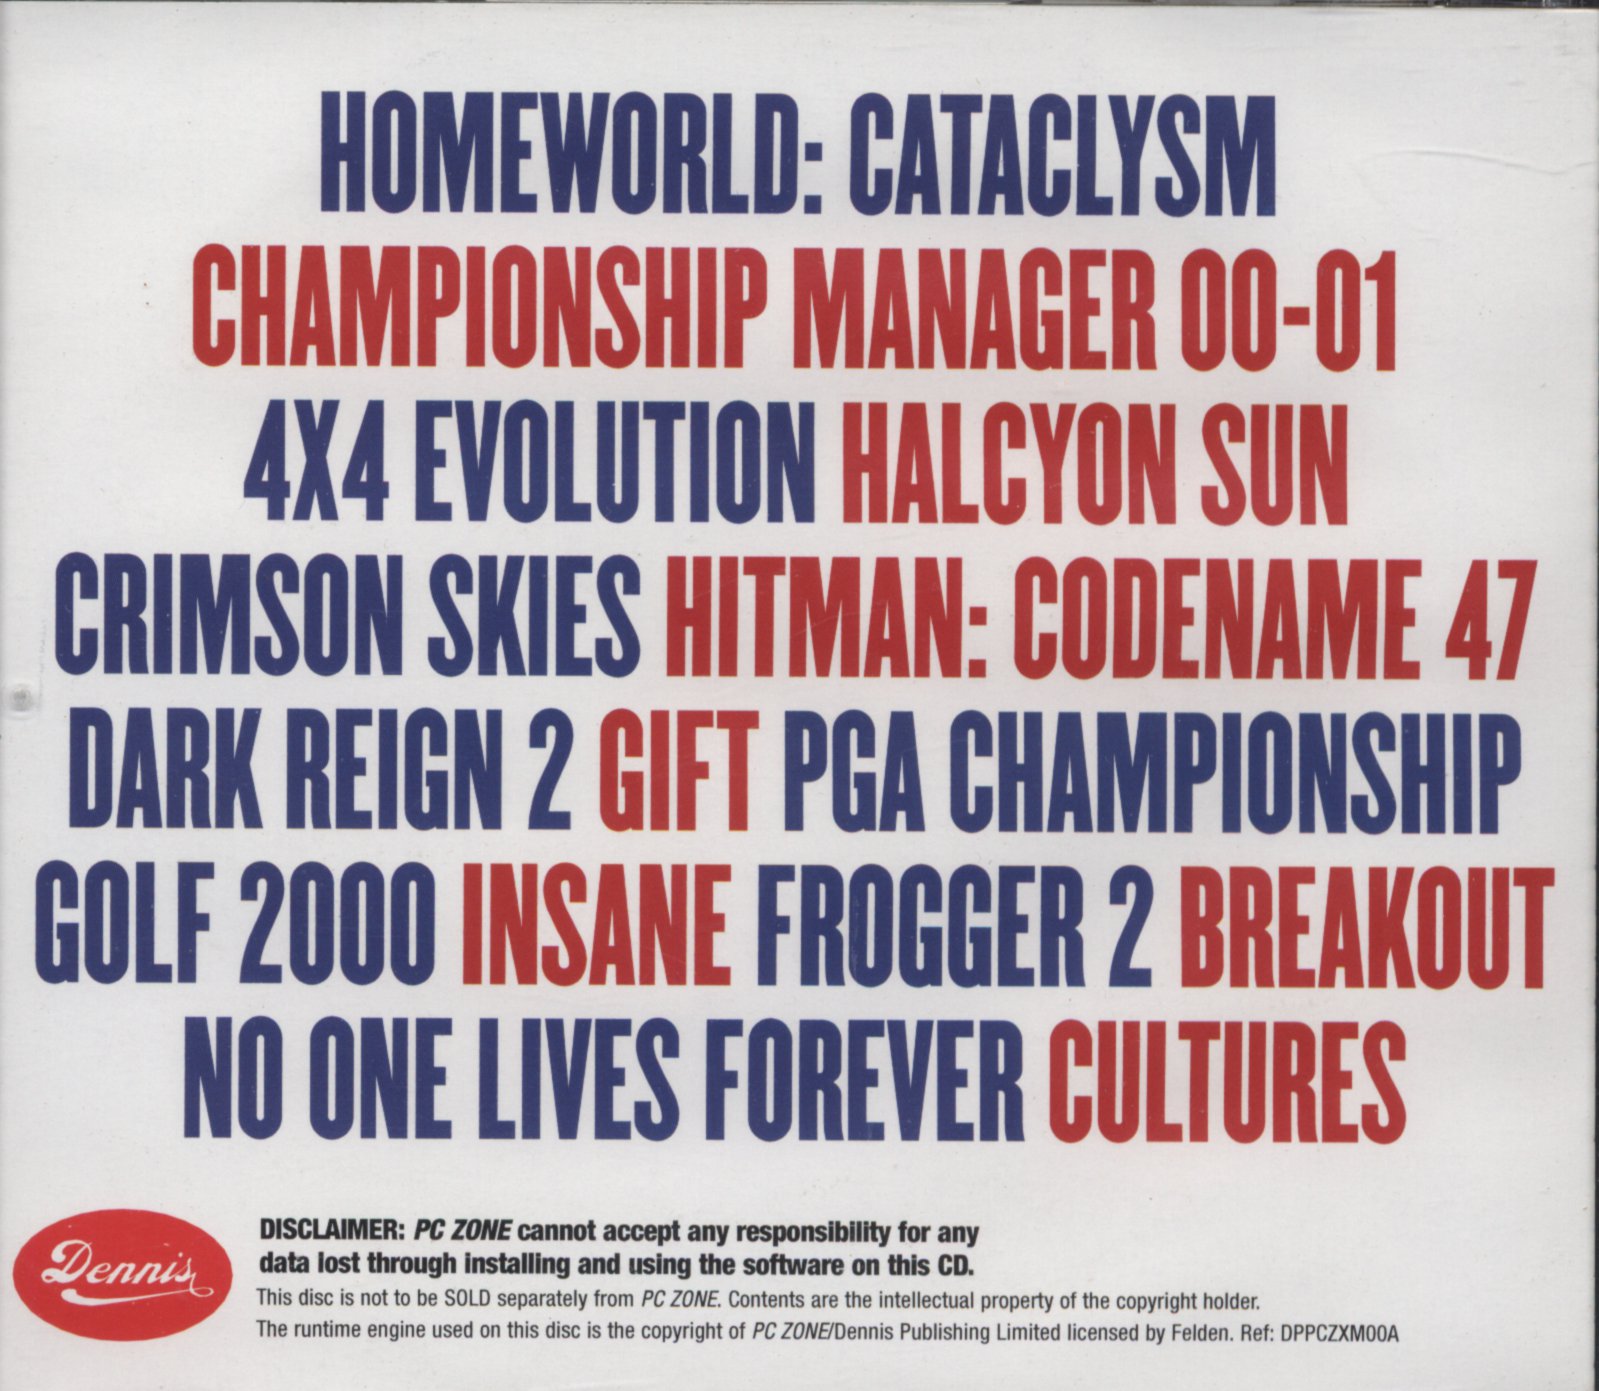 HOMEWORLD: CATACLYSM
CHAMPIONSHIP MANAGER 00-01
4X4 EVOLUTION HALCYON SUN
CRIMSON SKIES HITMAN: CODENAME 47
DARK REIGN 2 GIFT PGA CHAMPIONSHIP
GOLF 2000 INSANE FROGGER 2 BREAKOUT
NO ONE LIVES FOREVER CULTURES
Dennis
DISCLAIMER: PC ZONE cannot accept any responsibility for any
data lost through installing and using the software on this CD.
This disc is not to be SOLD separately from PC ZONE. Contents are the intellectual property of the copyright holder.
The runtime engine used on this disc is the copyright of PC ZONE/Dennis Publishing Limited licensed by Felden. Ref: DPPCZXM00A